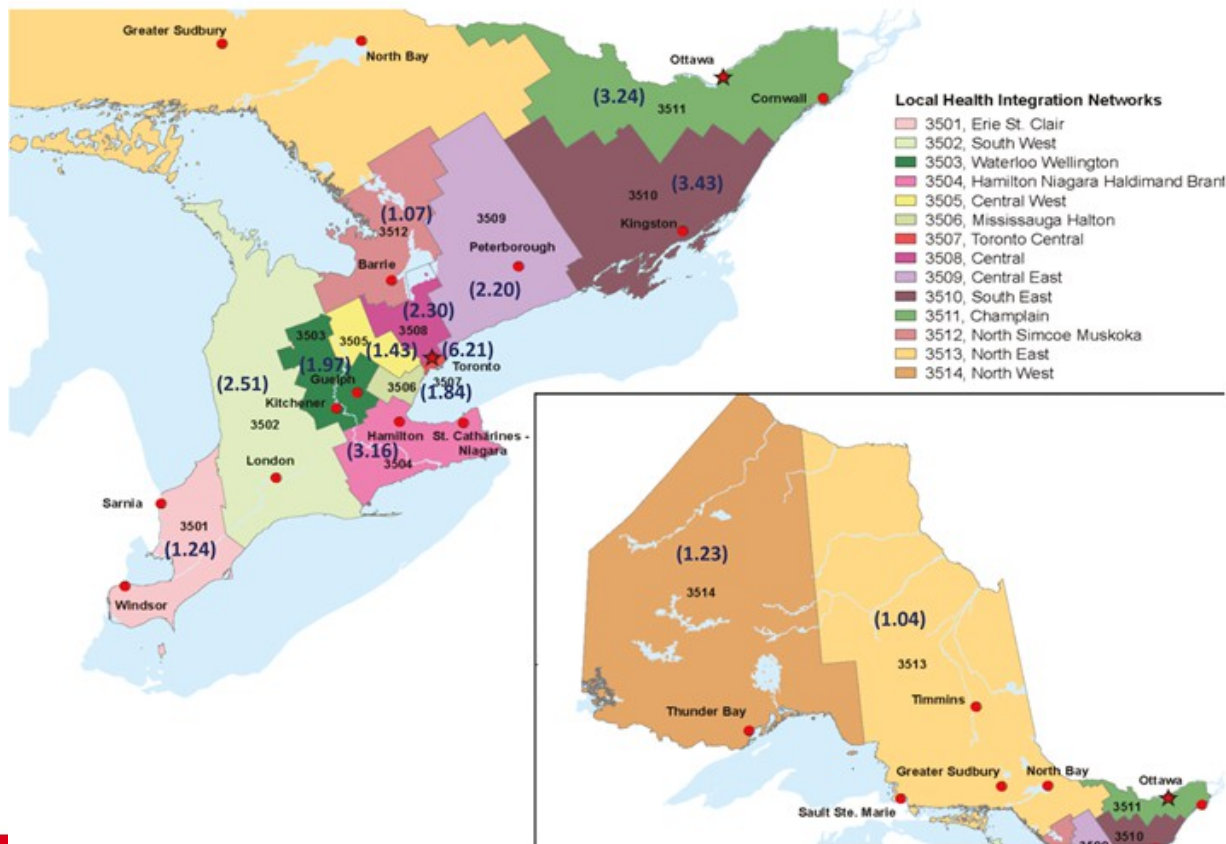 Greater Sudbury
North Bay
Ottawa
(3.24)
3511
Cornwall
3510
(3.43)
Kingston
(1.07)
3512
3509
Peterborough
Barrie
(2.20)
(2.30)
3508
3503
3505
(1.43)
(6.21)
Toronto
(1.97)
Guelph
3506
3507
(1.84)
(2.51)
Kitchener
3502
Hamilton
St. Catharines -
Niagara
(3.16)
3504
London
Sarnia
3501
(1.24)
Windsor
Local Health Integration Networks
3501, Erie St. Clair
3502, South West
3503, Waterloo Wellington
3504, Hamilton Niagara Haldimand Brant
3505, Central West
3506, Mississauga Halton
3507, Toronto Central
3508, Central
3509, Central East
3510, South East
3511, Champlain
3512, North Simcoe Muskoka
3513, North East
3514, North West
(1.23)
3514
(1.04)
3513
Timmins
Thunder Bay
Greater Sudbury
North Bay
Ottawa
Sault Ste. Marie
3511
3510